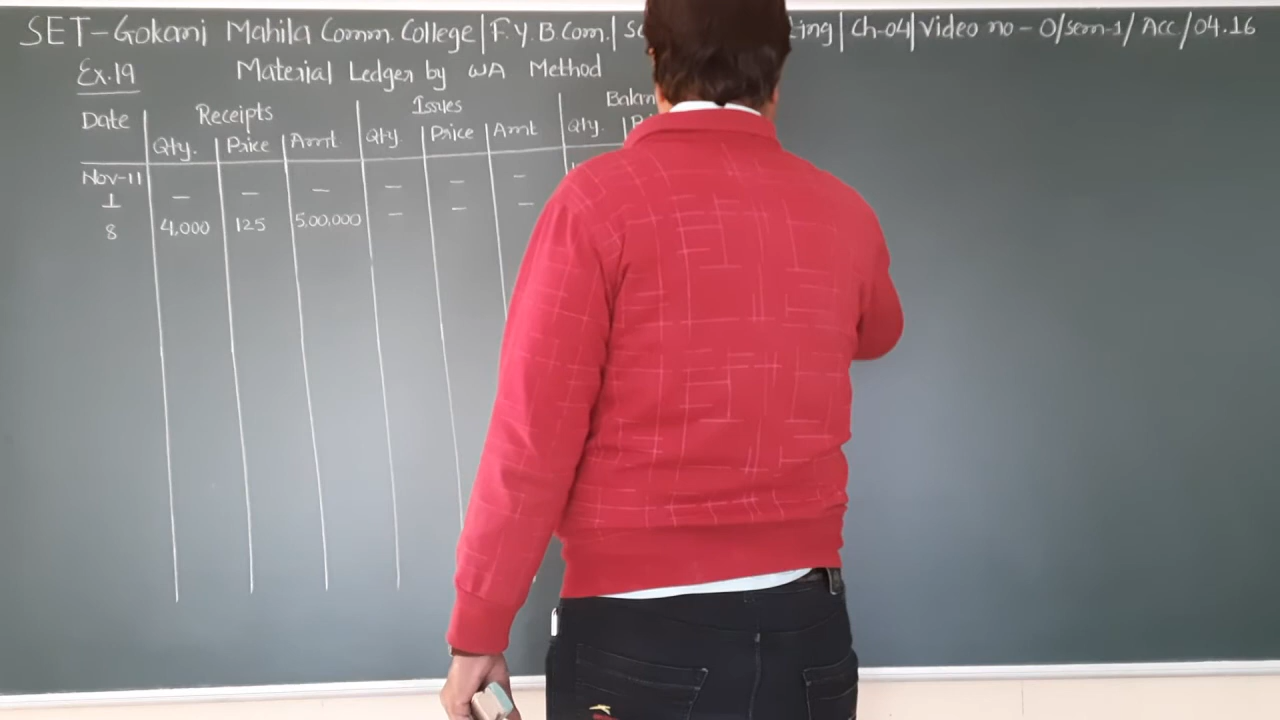 SET-Gokani Mahila Comm. College | F.Y. B Com. | ting | Ch-04 | Video no - 0/sem-1/ Acc/04.16
Ex.19 Material Ledger by WA Method
Date Receipts Issues Balan
Qty. Price Amt Qty. Price Amt Qty.
Nov-11
1 - - - - - -
8 4,000 125 5,00,000 - - -